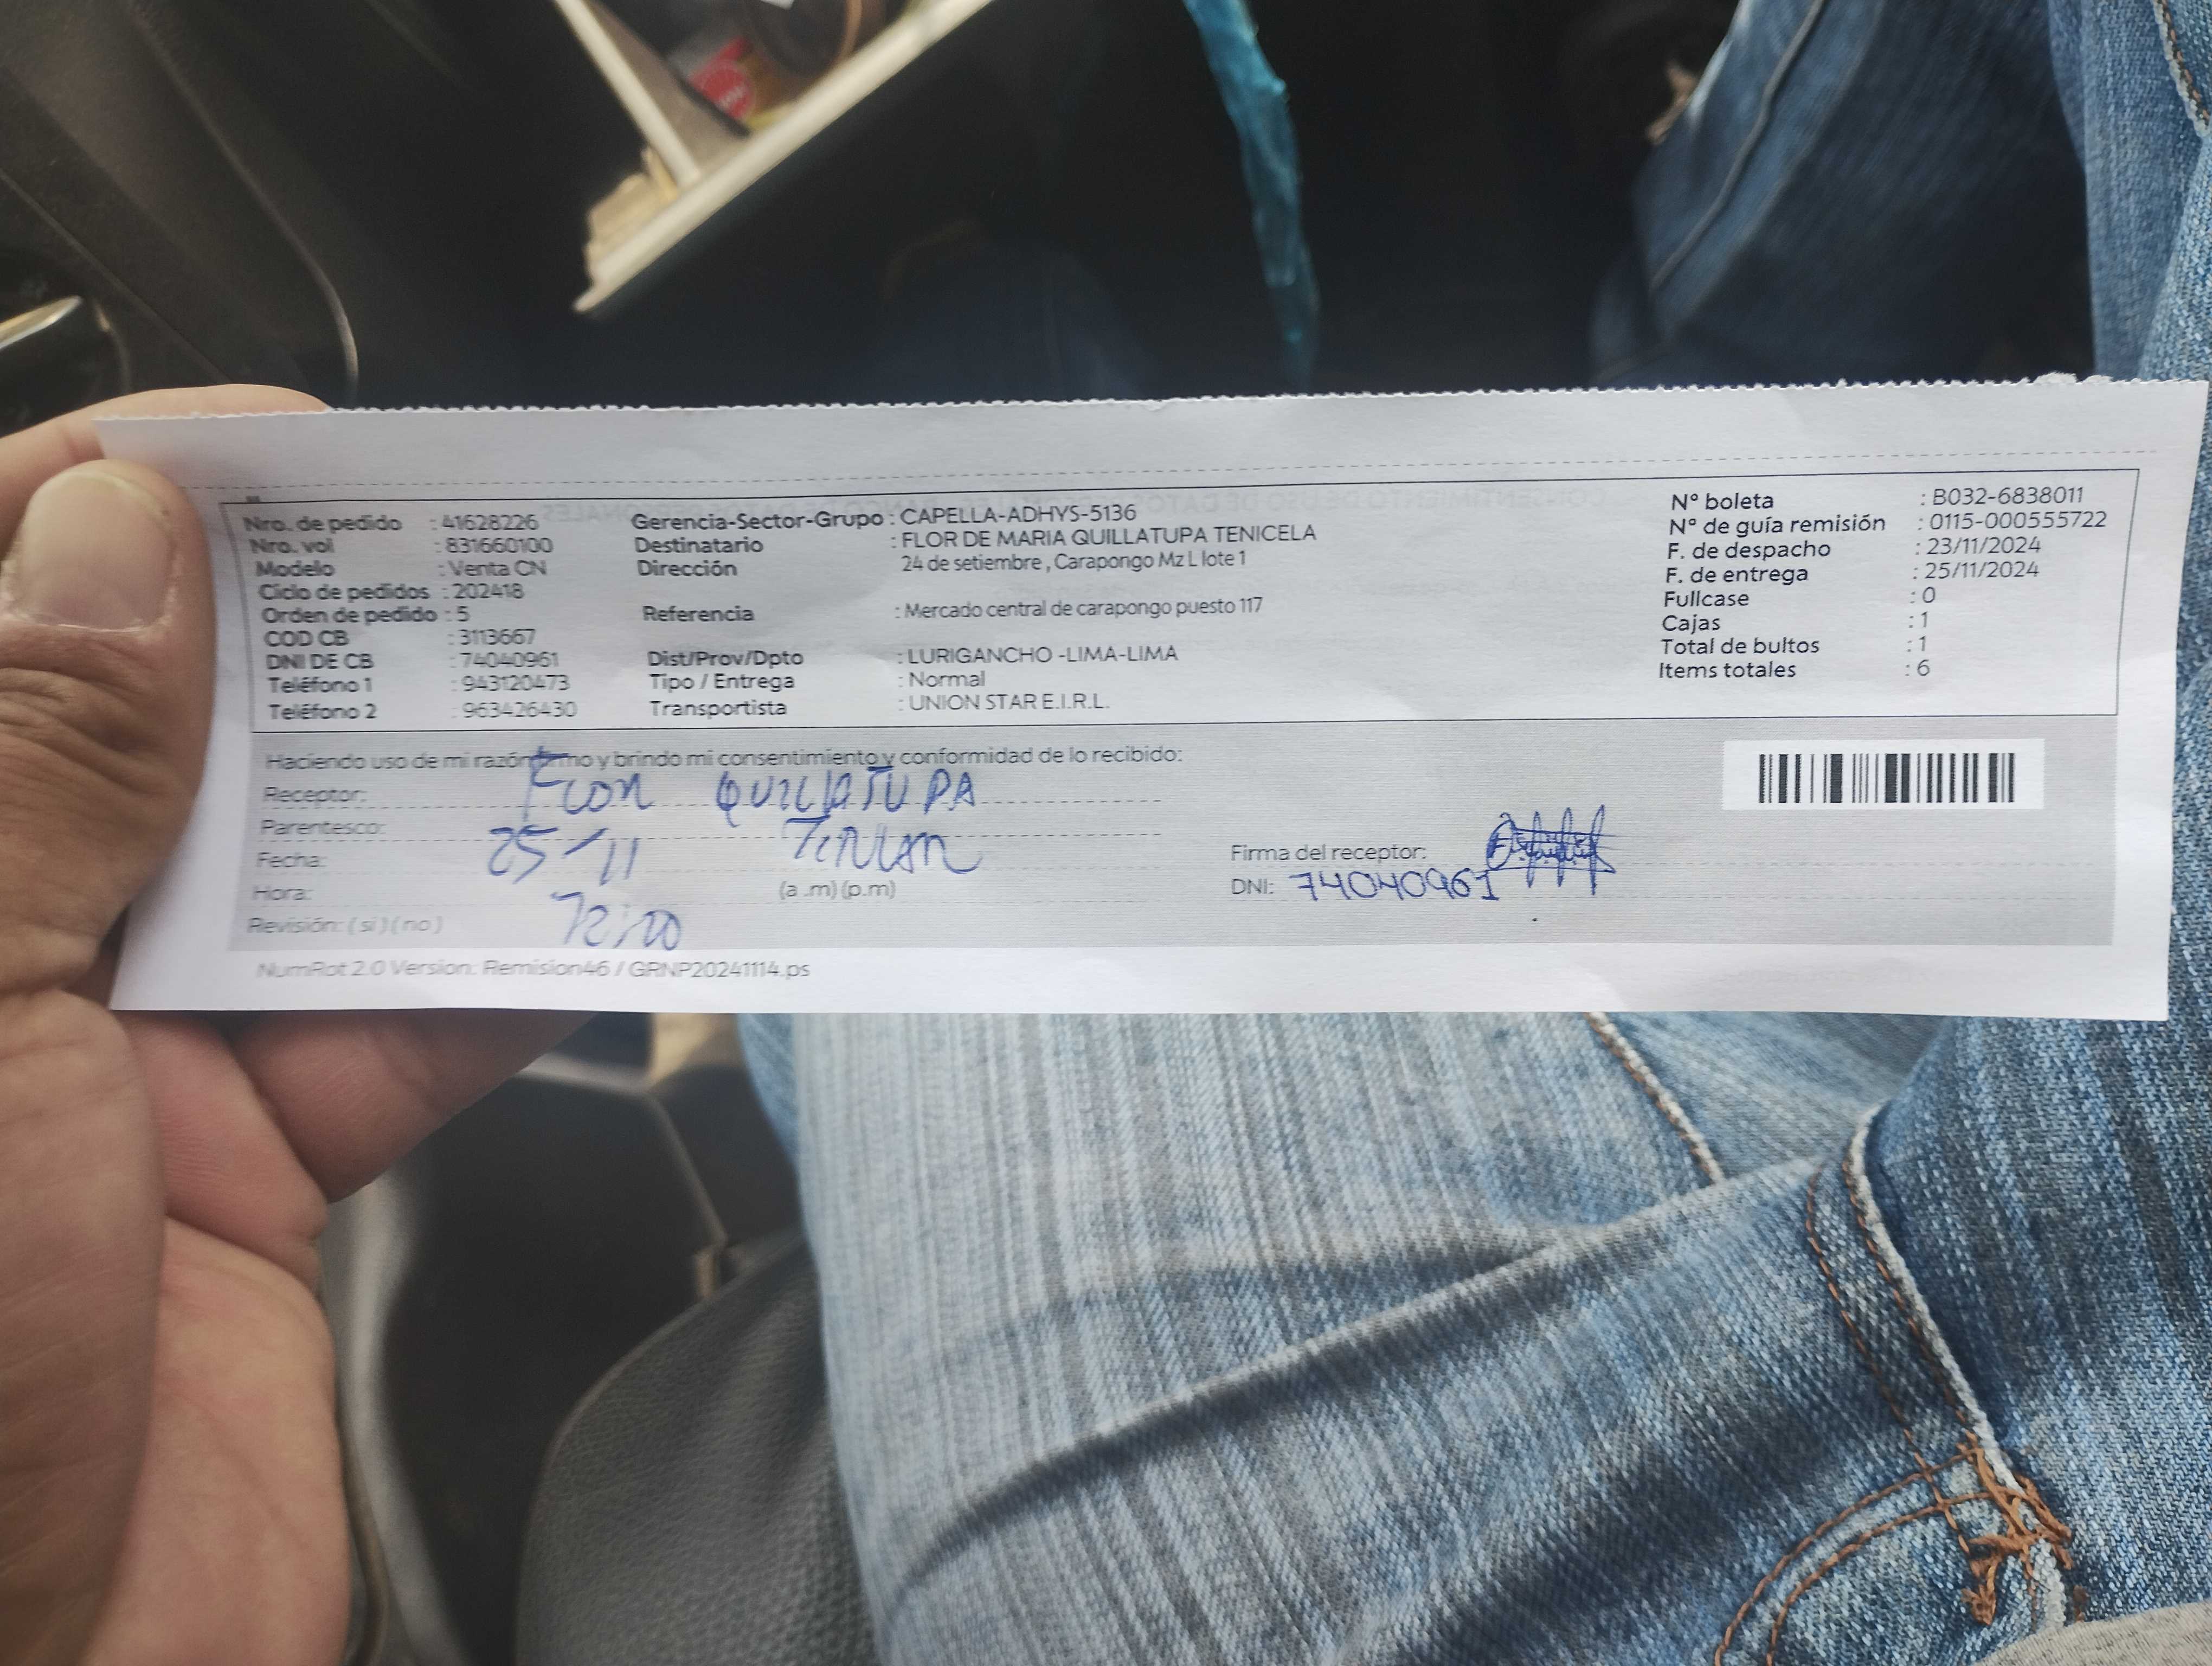 Nro. de pedido : 41628226
Nro. vol : 831660100
Modelo : Venta CN
Ciclo de pedidos : 202418
Orden de pedido : 5
COD CB : 3113667
DNI DE CB : 74040961
Teléfono 1 : 943120473
Teléfono 2 : 963426430
Gerencia-Sector-Grupo : CAPELLA-ADHYS-5136
Destinatario : FLOR DE MARIA QUILLATUPA TENICELA
Dirección 24 de setiembre , Carapongo Mz L lote 1
Referencia : Mercado central de carapongo puesto 117
Dist/Prov/Dpto : LURIGANCHO -LIMA-LIMA
Tipo / Entrega : Normal
Transportista : UNION STAR E.I.R.L.
N° boleta : B032-6838011
N° de guía remisión : 0115-000555722
F. de despacho : 23/11/2024
F. de entrega : 25/11/2024
Fullcase : 0
Cajas : 1
Total de bultos : 1
Items totales : 6
Haciendo uso de mi razón firmo y brindo mi consentimiento y conformidad de lo recibido:
Receptor: Flor QUILLATUPA
Parentesco:
Fecha: 25-11
Hora: (a .m) (p.m)
Revisión: ( si ) ( no )
Firma del receptor:
DNI: 74040961
NumRot 2.0 Version: Remision46 / GRNP20241114.ps